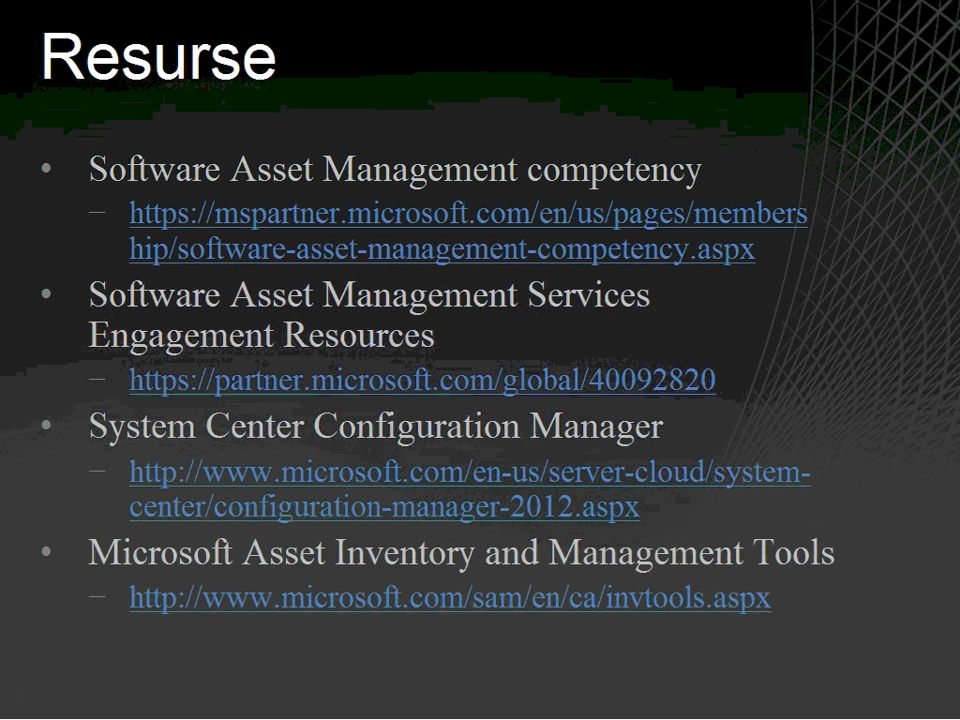 Resurse
• Software Asset Management competency
– https://mspartner.microsoft.com/en/us/pages/members
hip/software-asset-management-competency.aspx
• Software Asset Management Services
Engagement Resources
– https://partner.microsoft.com/global/40092820
• System Center Configuration Manager
– http://www.microsoft.com/en-us/server-cloud/system-
center/configuration-manager-2012.aspx
• Microsoft Asset Inventory and Management Tools
– http://www.microsoft.com/sam/en/ca/invtools.aspx